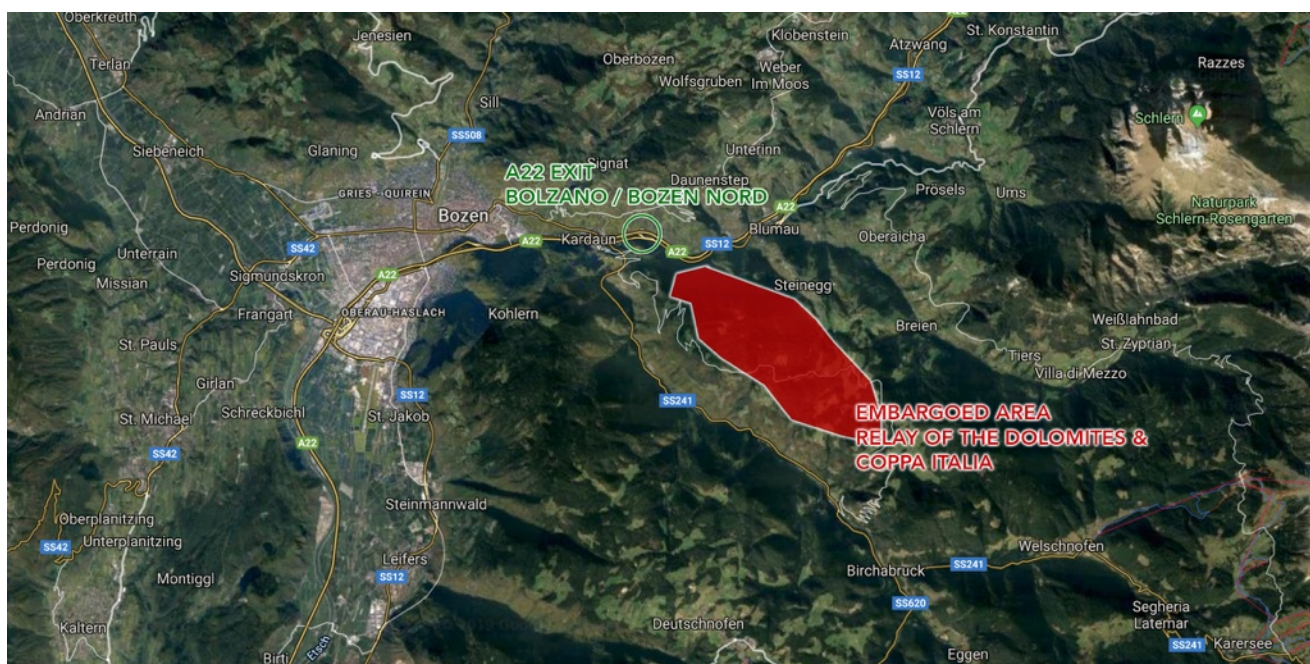 Oberkreuth
Jenesien
Klobenstein
A22
St. Konstantin
Atzwang
Terlan
Oberbozen
Weber
Im Moos
Wolfsgruben
SS12
Razzes
Sill
Andrian
Völs am
Schlern
Schlern
SS508
Siebeneich
Glaning
Signat
Unterinn
A22 EXIT
BOLZANO / BOZEN NORD
Daunenstep
Prösels
Ums
GRIES - QUIREIN
Naturpark
Schlern-Rosengarten
Bozen
A22
Perdonig
Kardaun
A22
SS12
Blumau
Oberaicha
Unterrain
SS42
Perdonig
Sigmundskron
A22
Missian
Steinegg
Frangart
OBERAU-HASLACH
Köhlern
Breien
Weißlahnbad
St. Pauls
St. Zyprian
Tiers
Villa di Mezzo
Girlan
SS12
SS241
St. Michael
Schreckbichl
St. Jakob
EMBARGOED AREA
RELAY OF THE DOLOMITES &
COPPA ITALIA
A22
SS42
Steinmannwald
Oberplanitzing
Unterplanitzing
SS42
Welschnofen
Leifers
Birchabruck
SS241
Montiggl
SS12
SS620
Segheria
Latemar
Kaltern
Deutschnofen
Etsch
Karersee
SS241
Birti
Eggen